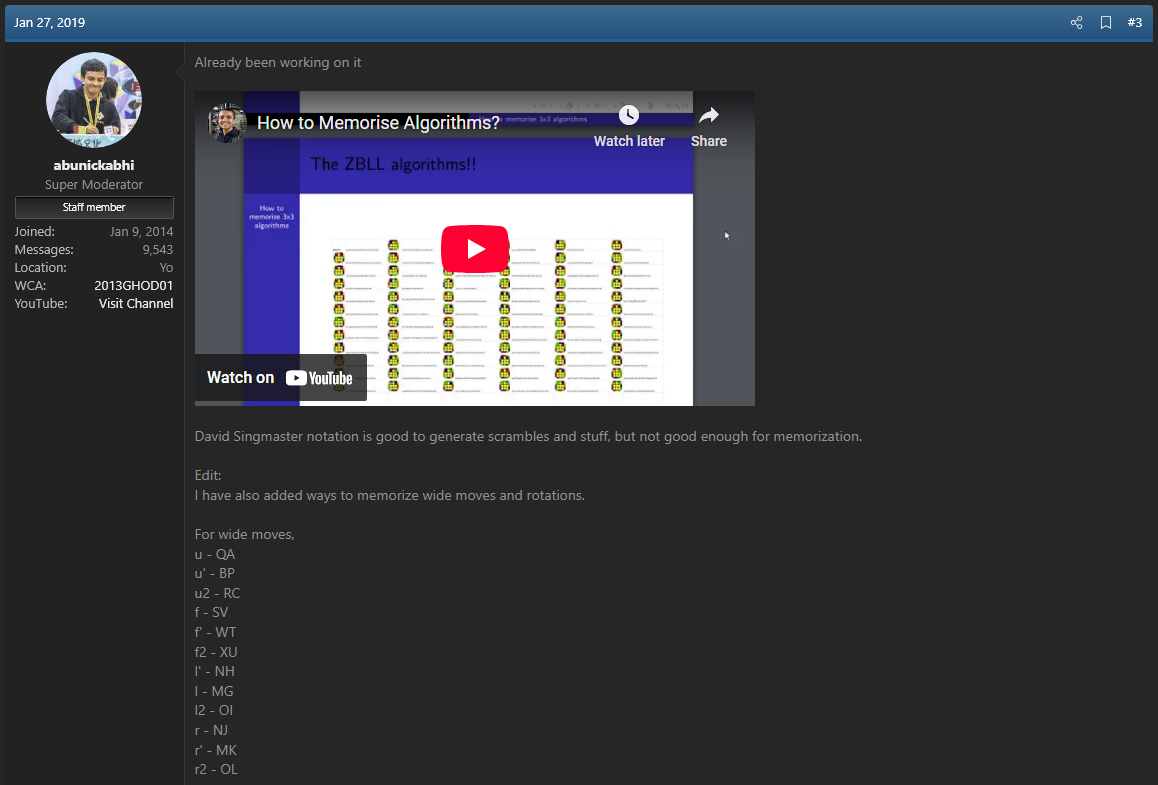 Jan 27, 2019
#3
abunickabhi
Super Moderator
Staff member
Joined: Jan 9, 2014
Messages: 9,543
Location: Yo
WCA: 2013GHOD01
YouTube: Visit Channel
Already been working on it
How to Memorise Algorithms?
memorise 3x3 algorithms
Watch later
Share
The ZBLL algorithms!!
How to
memorise 3x3
algorithms
Watch on YouTube
David Singmaster notation is good to generate scrambles and stuff, but not good enough for memorization.
Edit:
I have also added ways to memorize wide moves and rotations.
For wide moves,
u - QA
u' - BP
u2 - RC
f - SV
f' - WT
f2 - XU
l' - NH
l - MG
l2 - OI
r - NJ
r' - MK
r2 - OL